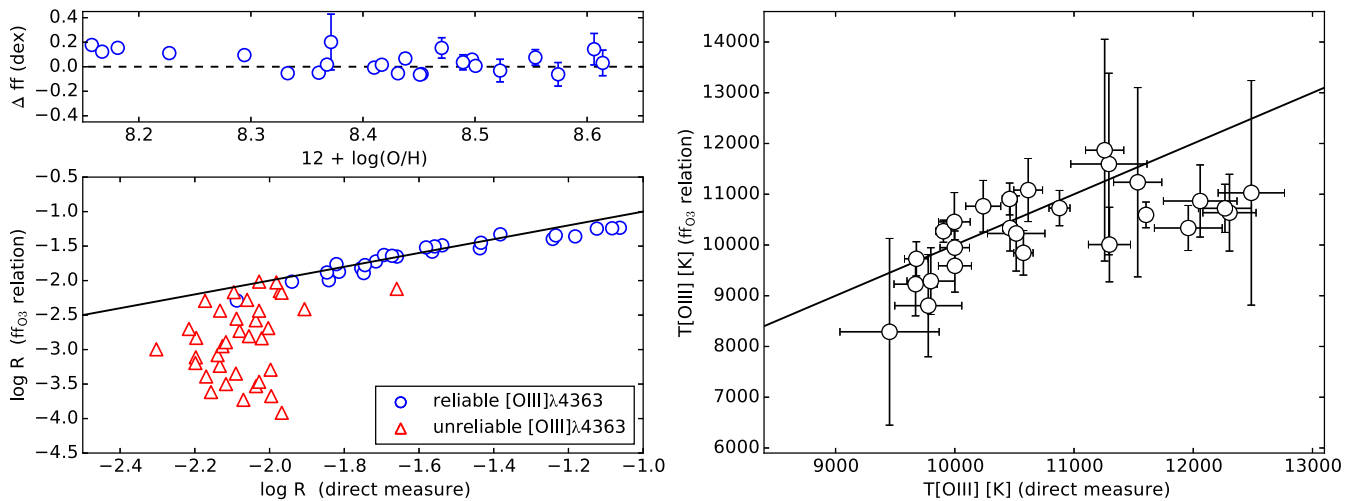 0.4
0.2
0.0
−0.2
−0.4
Δ ff (dex)
8.2 8.3 8.4 8.5 8.6
12 + log(O/H)
−0.5
−1.0
−1.5
−2.0
−2.5
−3.0
−3.5
−4.0
−4.5
log R (ff_O3 relation)
reliable [OIII]λ4363
unreliable [OIII]λ4363
−2.4 −2.2 −2.0 −1.8 −1.6 −1.4 −1.2 −1.0
log R (direct measure)
14000
13000
12000
11000
10000
9000
8000
7000
6000
T[OIII] [K] (ff_O3 relation)
9000 10000 11000 12000 13000
T[OIII] [K] (direct measure)